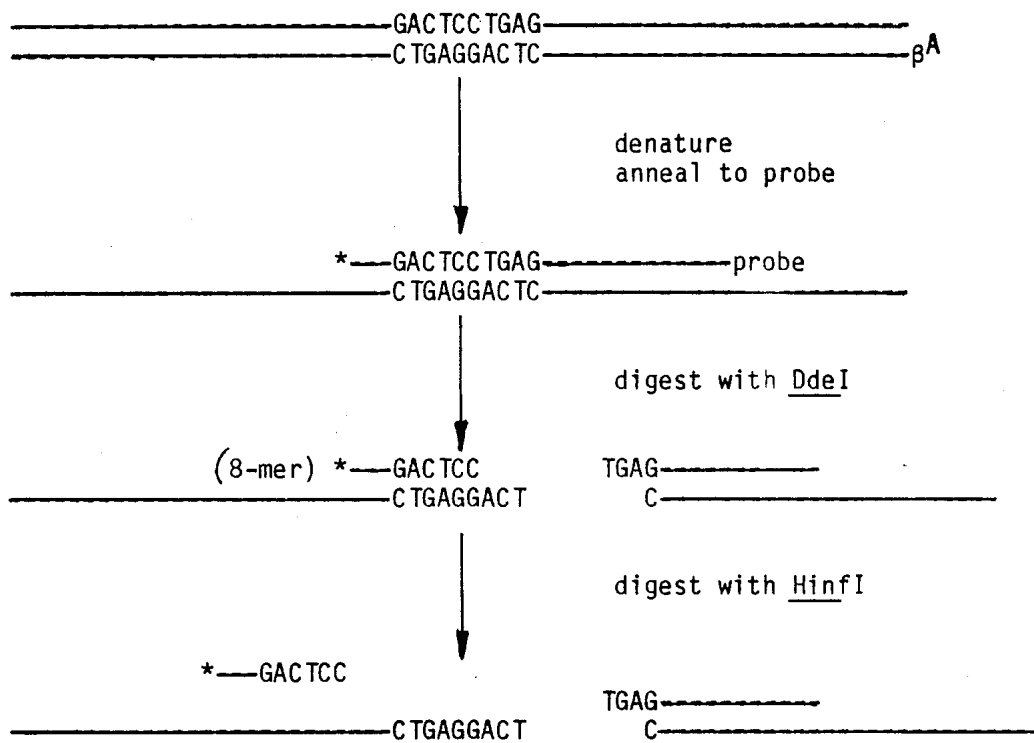 GACTCCTGAG
CTGAGGACTC βA
denature
anneal to probe
* GACTCCTGAG probe
CTGAGGACTC
digest with DdeI
(8-mer) * GACTCC TGAG
CTGAGGACT C
digest with HinfI
* GACTCC
TGAG
CTGAGGACT C